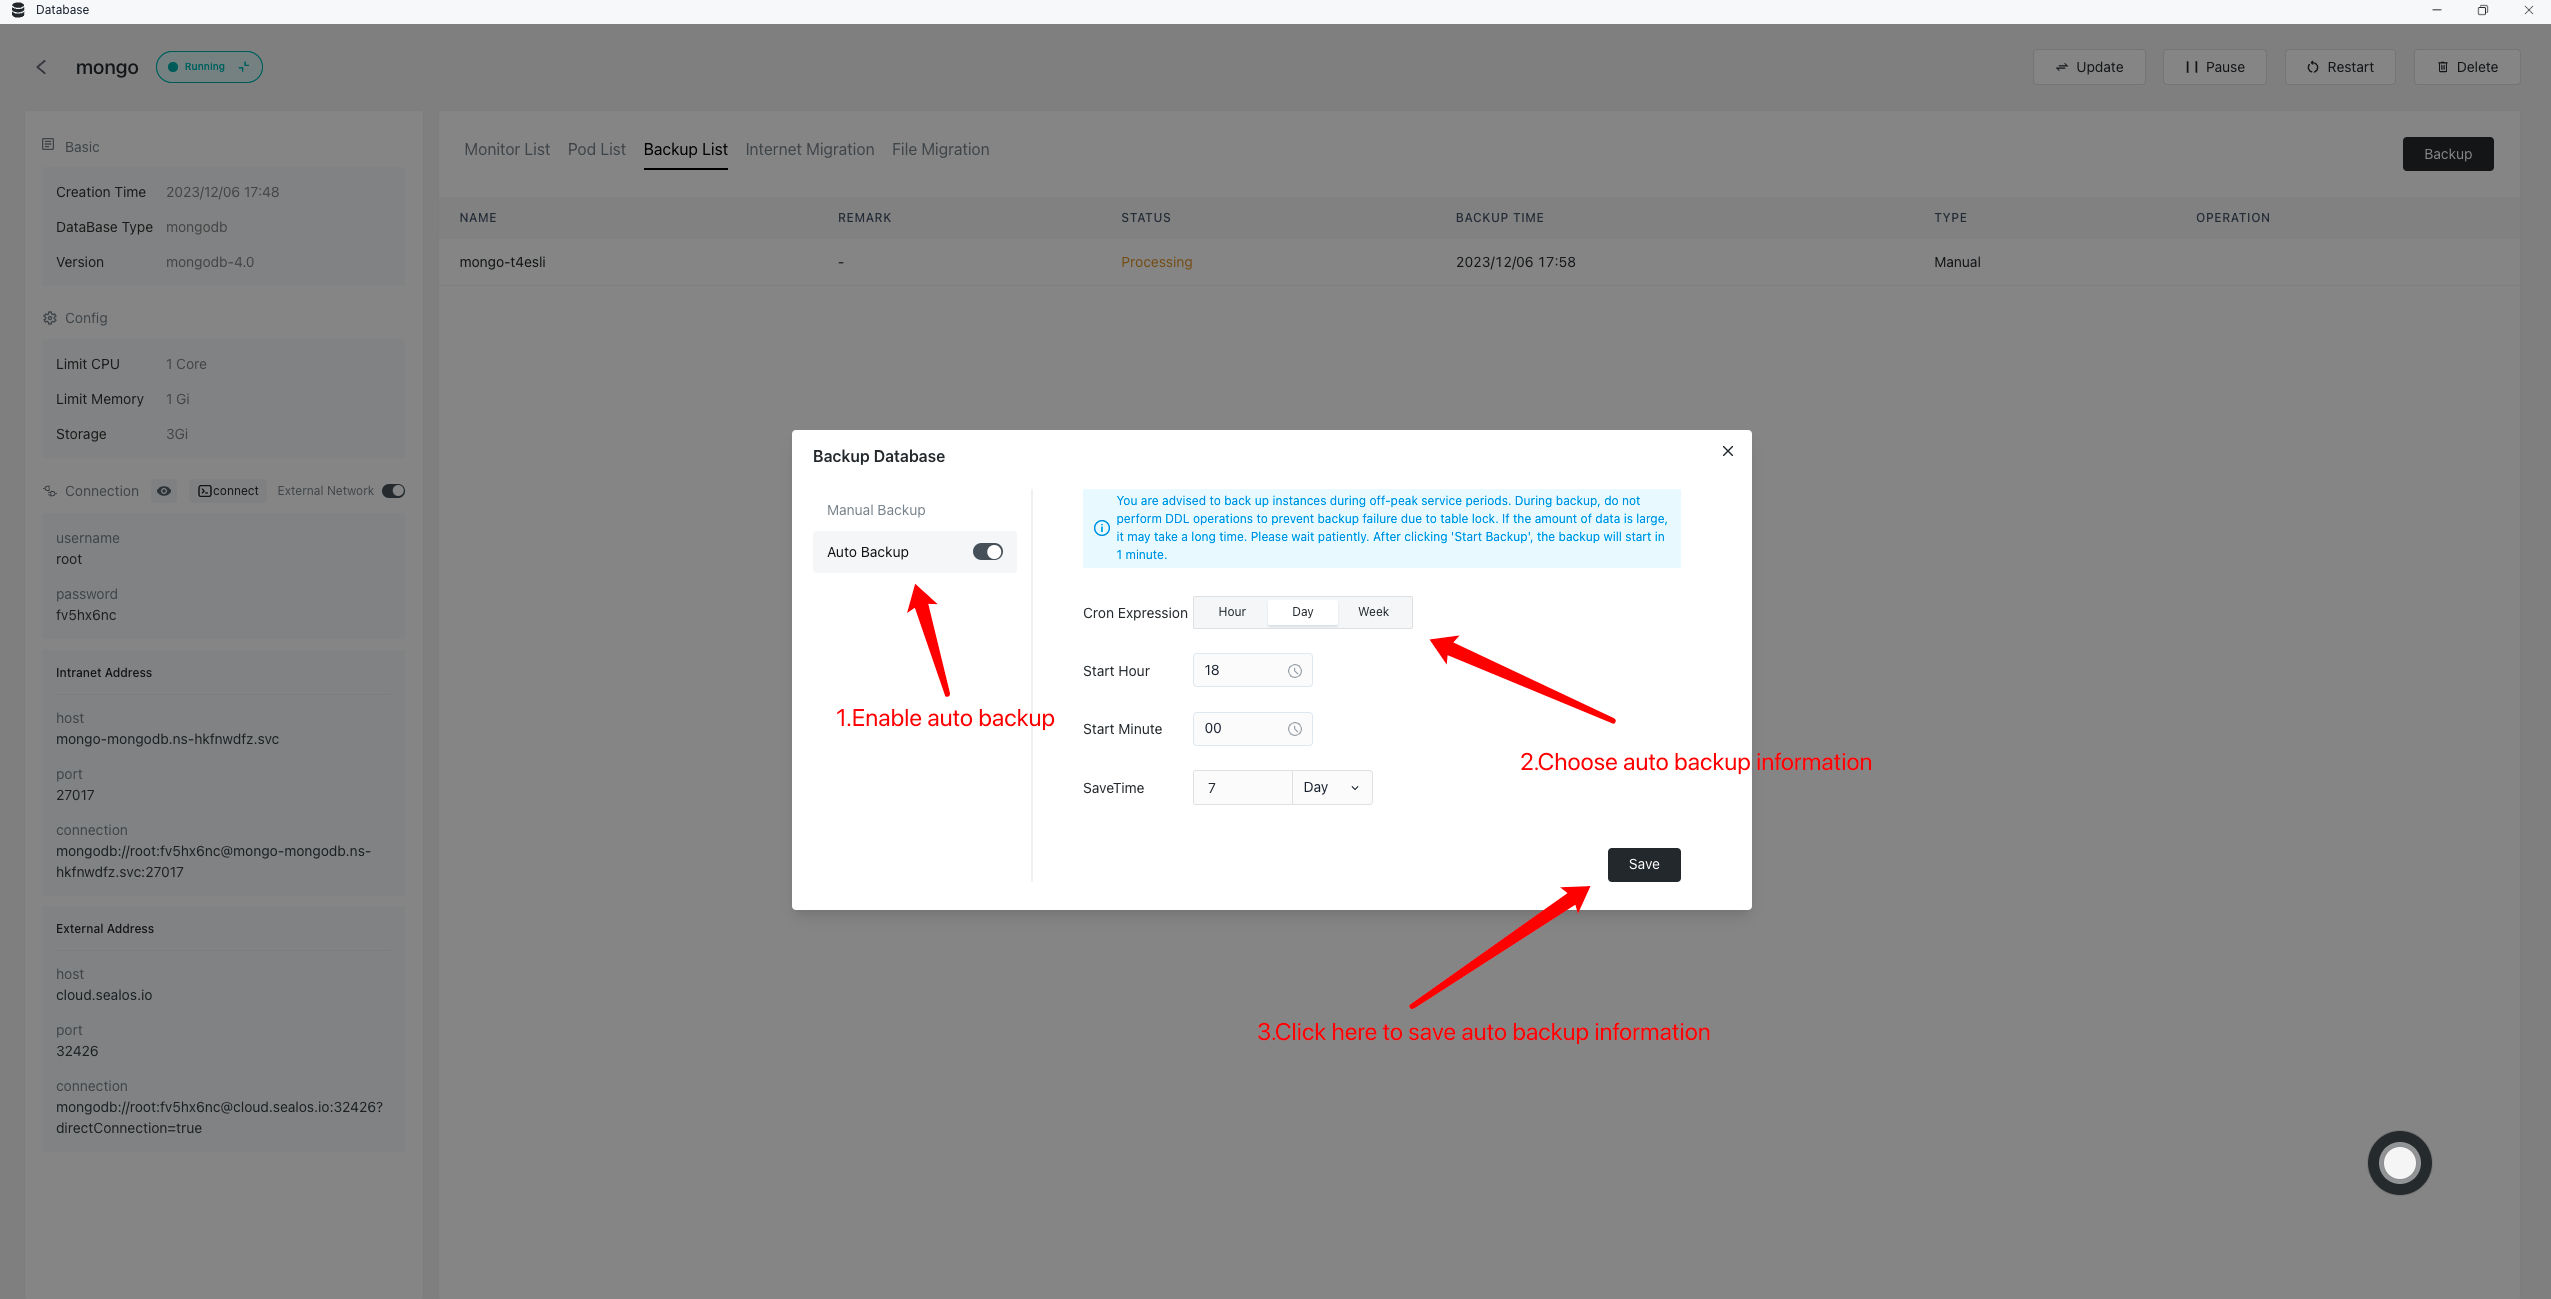 Database
mongo
Running
Update
Pause
Restart
Delete
Basic
Creation Time 2023/12/06 17:48
DataBase Type mongodb
Version mongodb-4.0
Config
Limit CPU 1 Core
Limit Memory 1 Gi
Storage 3Gi
Connection connect External Network
username
root
password
fv5hx6nc
Intranet Address
host
mongo-mongodb.ns-hkfnwdfz.svc
port
27017
connection
mongodb://root:fv5hx6nc@mongo-mongodb.ns-
hkfnwdfz.svc:27017
External Address
host
cloud.sealos.io
port
32426
connection
mongodb://root:fv5hx6nc@cloud.sealos.io:32426?
directConnection=true
Monitor List Pod List Backup List Internet Migration File Migration
Backup
NAME REMARK STATUS BACKUP TIME TYPE OPERATION
mongo-t4esli - Processing 2023/12/06 17:58 Manual
Backup Database
Manual Backup
Auto Backup
You are advised to back up instances during off-peak service periods. During backup, do not
perform DDL operations to prevent backup failure due to table lock. If the amount of data is large,
it may take a long time. Please wait patiently. After clicking 'Start Backup', the backup will start in
1 minute.
Cron Expression Hour Day Week
Start Hour 18
Start Minute 00
SaveTime 7 Day
Save
1.Enable auto backup
2.Choose auto backup information
3.Click here to save auto backup information